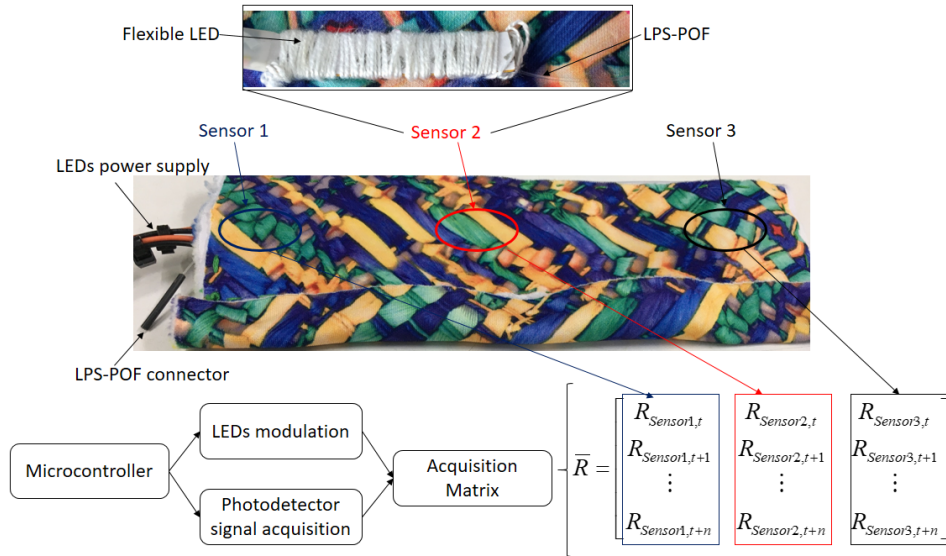 Flexible LED
LPS-POF
Sensor 1
Sensor 2
Sensor 3
LEDs power supply
LPS-POF connector
Microcontroller
LEDs modulation
Photodetector
signal acquisition
Acquisition
Matrix
R̅ =
R_Sensor1,t R_Sensor2,t R_Sensor3,t
R_Sensor1,t+1 R_Sensor2,t+1 R_Sensor3,t+1
⋮ ⋮ ⋮
R_Sensor1,t+n R_Sensor2,t+n R_Sensor3,t+n